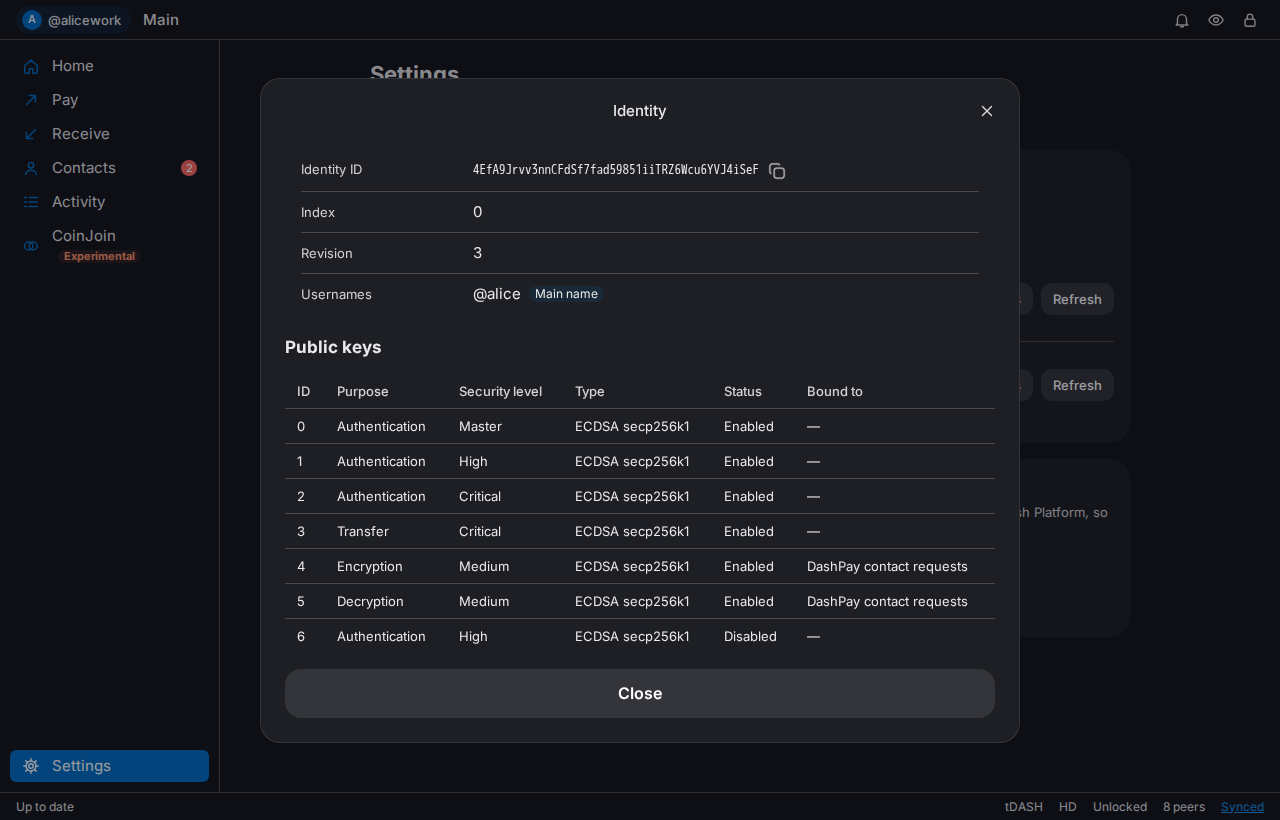 A @alicework Main
Home
Pay
Receive
Contacts 2
Activity
CoinJoin
Experimental
Settings
Settings
Identity
Identity ID 4EfA9Jrvv3nnCFdSf7fad59851iiTRZ6Wcu6YVJ4iSeF
Index 0
Revision 3
Usernames @alice Main name
Public keys
ID Purpose Security level Type Status Bound to
0 Authentication Master ECDSA secp256k1 Enabled —
1 Authentication High ECDSA secp256k1 Enabled —
2 Authentication Critical ECDSA secp256k1 Enabled —
3 Transfer Critical ECDSA secp256k1 Enabled —
4 Encryption Medium ECDSA secp256k1 Enabled DashPay contact requests
5 Decryption Medium ECDSA secp256k1 Enabled DashPay contact requests
6 Authentication High ECDSA secp256k1 Disabled —
Close
Refresh
Refresh
Platform, so
Up to date tDASH HD Unlocked 8 peers Synced